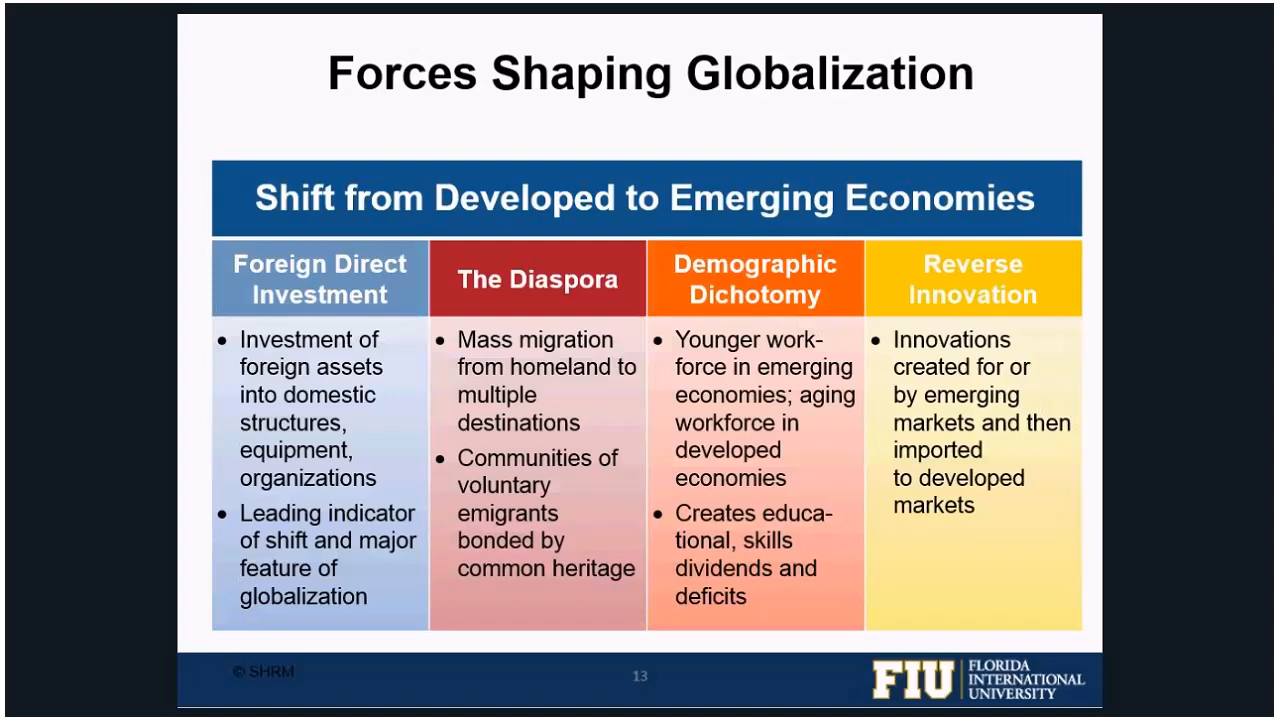 Forces Shaping Globalization
Shift from Developed to Emerging Economies
Foreign Direct
Investment
• Investment of
foreign assets
into domestic
structures,
equipment,
organizations
• Leading indicator
of shift and major
feature of
globalization
The Diaspora
• Mass migration
from homeland to
multiple
destinations
• Communities of
voluntary
emigrants
bonded by
common heritage
Demographic
Dichotomy
• Younger work-
force in emerging
economies; aging
workforce in
developed
economies
• Creates educa-
tional, skills
dividends and
deficits
Reverse
Innovation
• Innovations
created for or
by emerging
markets and then
imported
to developed
markets
© SHRM
13
FIU
FLORIDA
INTERNATIONAL
UNIVERSITY